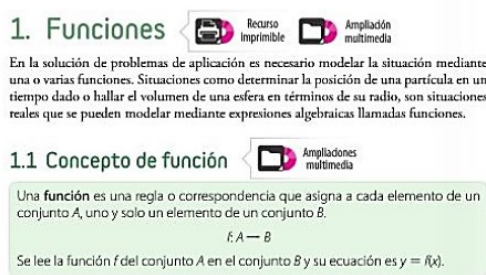 1. Funciones
Recurso
imprimible
Ampliación
multimedia
En la solución de problemas de aplicación es necesario modelar la situación mediante
una o varias funciones. Situaciones como determinar la posición de una partícula en un
tiempo dado o hallar el volumen de una esfera en términos de su radio, son situaciones
reales que se pueden modelar mediante expresiones algebraicas llamadas funciones.
1.1 Concepto de función
Ampliaciones
multimedia
Una función es una regla o correspondencia que asigna a cada elemento de un
conjunto A, uno y solo un elemento de un conjunto B.
f: A — B
Se lee la función f del conjunto A en el conjunto B y su ecuación es y = f(x).